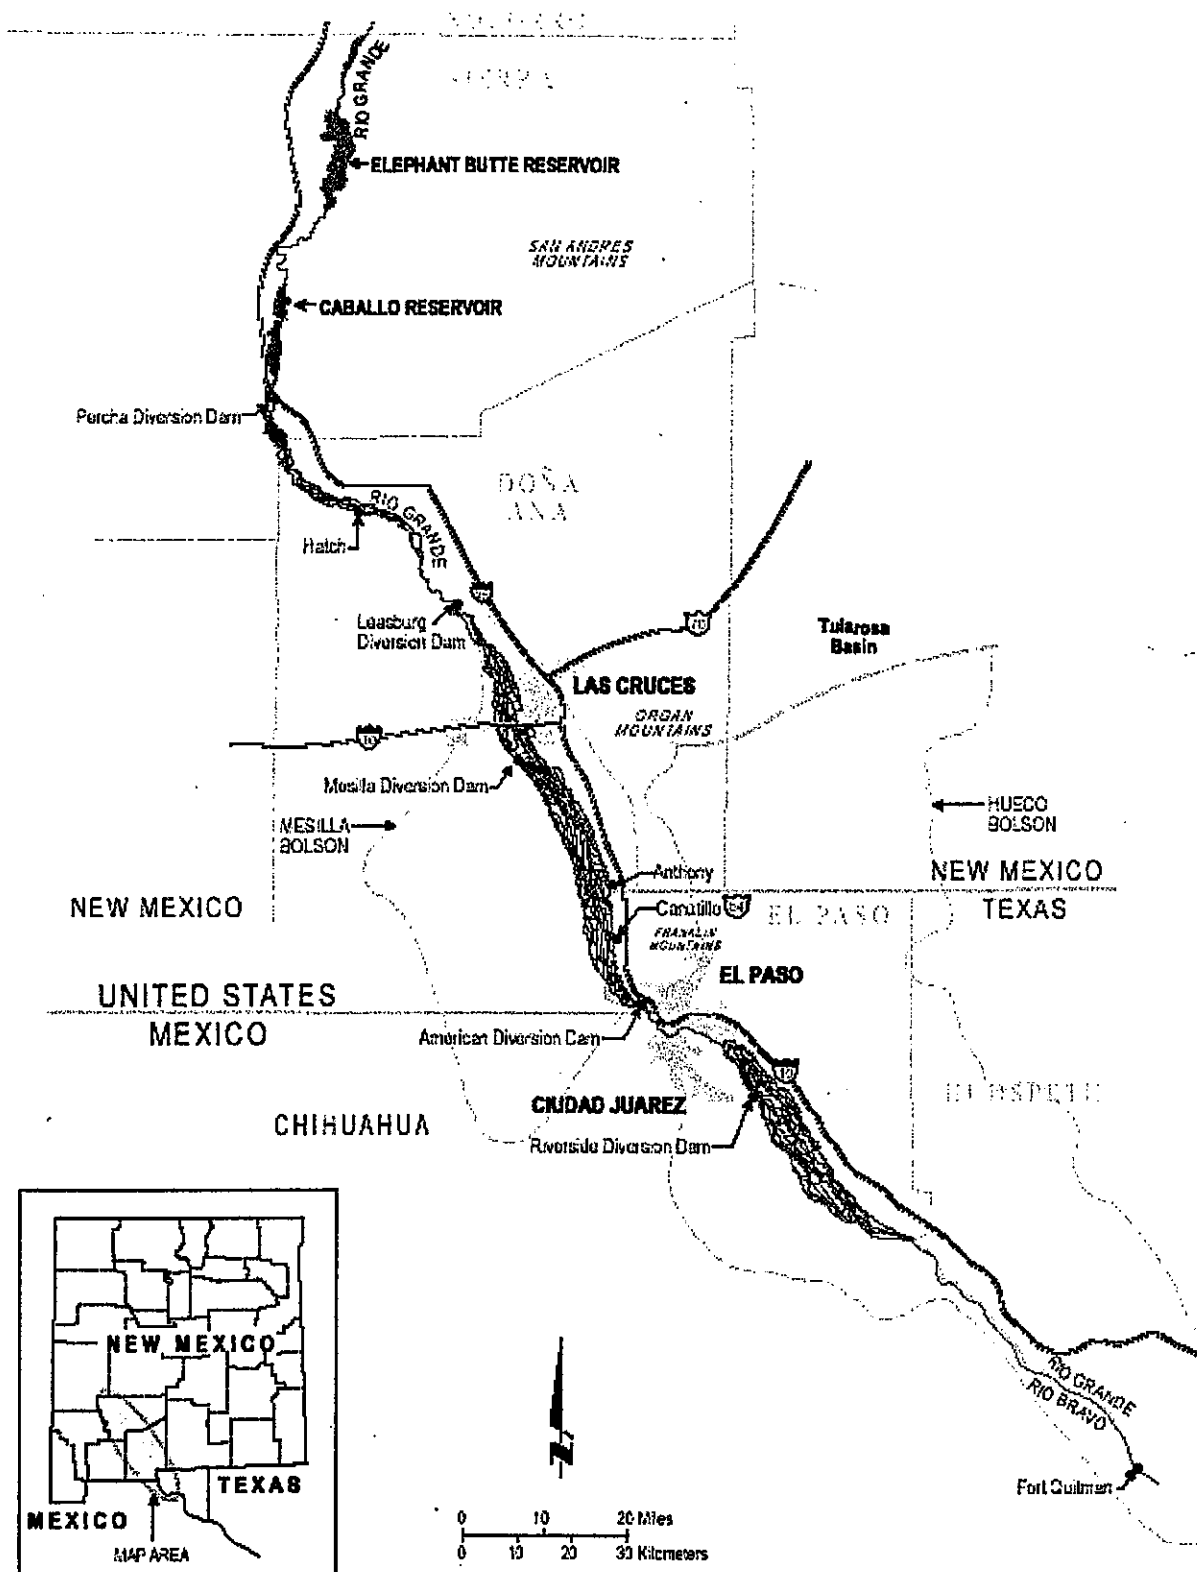 SOCORRO
SIERRA
RIO GRANDE
ELEPHANT BUTTE RESERVOIR
SAN ANDRES
MOUNTAINS
CABALLO RESERVOIR
Percha Diversion Dam
DOÑA
ANA
RIO GRANDE
Hatch
Leasburg
Diversion Dam
25
70
Tularosa
Basin
LAS CRUCES
ORGAN
MOUNTAINS
10
Mesilla Diversion Dam
MESILLA
BOLSON
HUECO
BOLSON
Anthony
NEW MEXICO
TEXAS
NEW MEXICO
Canutillo
54
EL PASO
FRANKLIN
MOUNTAINS
EL PASO
UNITED STATES
MEXICO
American Diversion Dam
10
HUDSPETH
CIUDAD JUAREZ
CHIHUAHUA
Riverside Diversion Dam
NEW MEXICO
TEXAS
MEXICO
MAP AREA
RIO GRANDE
RIO BRAVO
Fort Quitman
N
0 10 20 Miles
0 10 20 30 Kilometers